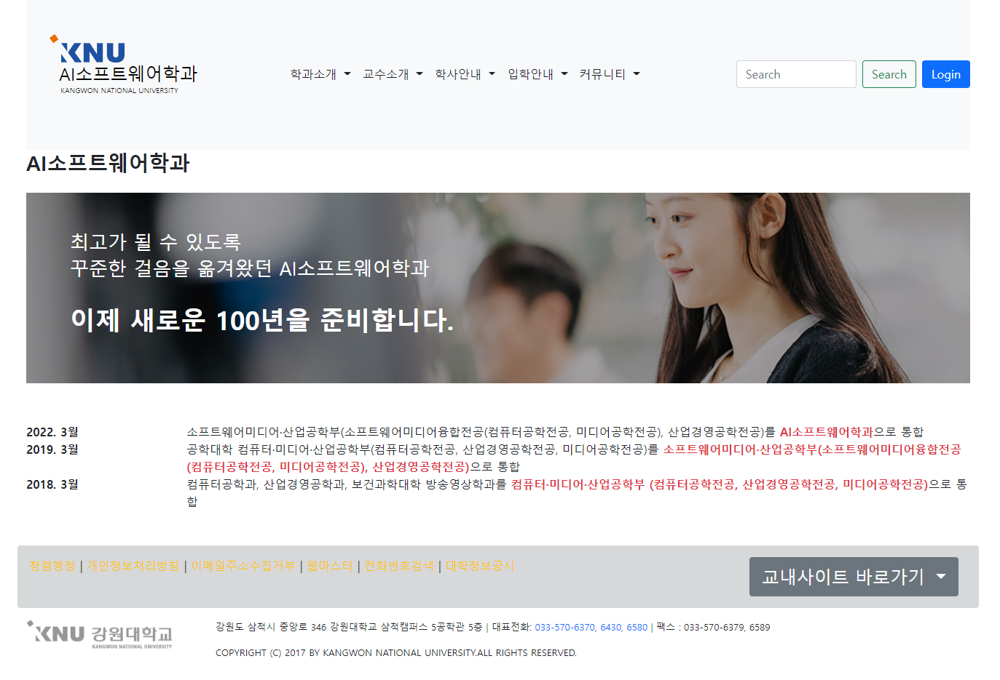 KNU
AI소프트웨어학과
KANGWON NATIONAL UNIVERSITY
학과소개 교수소개 학사안내 입학안내 커뮤니티 Search Search Login
AI소프트웨어학과
최고가 될 수 있도록
꾸준한 걸음을 옮겨왔던 AI소프트웨어학과
이제 새로운 100년을 준비합니다.
2022. 3월 소프트웨어미디어·산업공학부(소프트웨어미디어융합전공(컴퓨터공학전공, 미디어공학전공), 산업경영공학전공)를 AI소프트웨어학과으로 통합
2019. 3월 공학대학 컴퓨터·미디어·산업공학부(컴퓨터공학전공, 산업경영공학전공, 미디어공학전공)를 소프트웨어미디어·산업공학부(소프트웨어미디어융합전공
(컴퓨터공학전공, 미디어공학전공), 산업경영공학전공)으로 통합
2018. 3월 컴퓨터공학과, 산업경영공학과, 보건과학대학 방송영상학과를 컴퓨터·미디어·산업공학부 (컴퓨터공학전공, 산업경영공학전공, 미디어공학전공)으로 통
합
청렴행정 | 개인정보처리방침 | 이메일주소수집거부 | 웹마스터 | 전화번호검색 | 대학정보공시
교내사이트 바로가기
KNU 강원대학교
KANGWON NATIONAL UNIVERSITY
강원도 삼척시 중앙로 346 강원대학교 삼척캠퍼스 5공학관 5층 | 대표전화: 033-570-6370, 6430, 6580 | 팩스 : 033-570-6379, 6589
COPYRIGHT (C) 2017 BY KANGWON NATIONAL UNIVERSITY.ALL RIGHTS RESERVED.